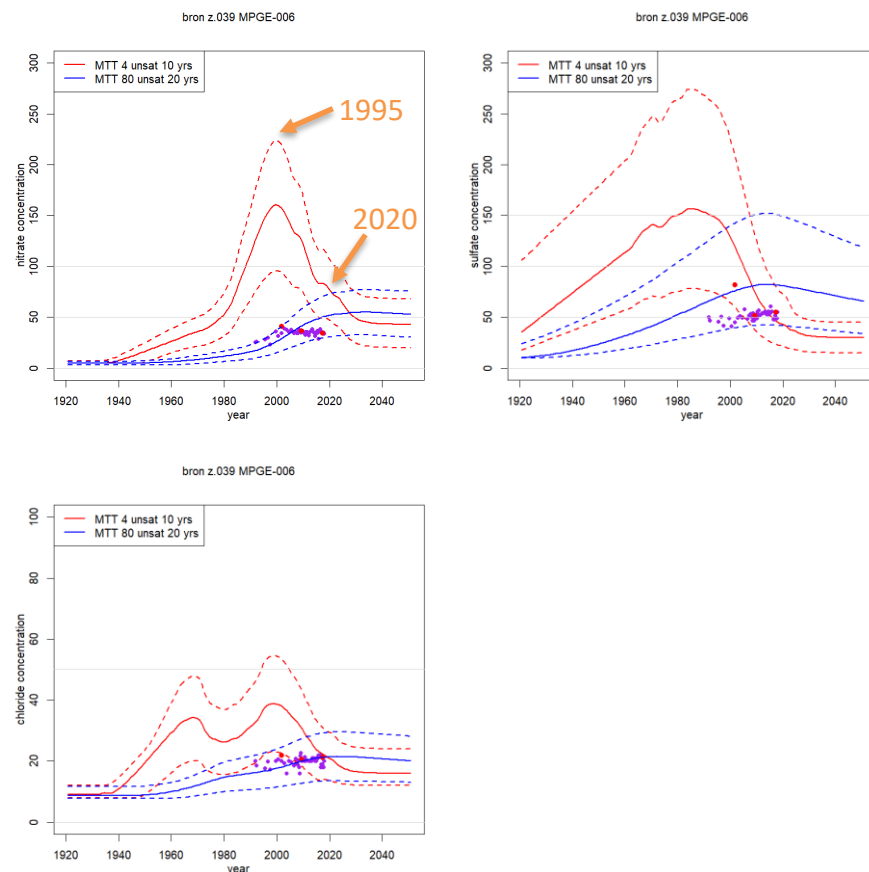 bron z.039 MPGE-006
MTT 4 unsat 10 yrs
MTT 80 unsat 20 yrs
1995
2020
nitrate concentration
300
250
200
150
100
50
0
1920 1940 1960 1980 2000 2020 2040
year
bron z.039 MPGE-006
MTT 4 unsat 10 yrs
MTT 80 unsat 20 yrs
sulfate concentration
300
250
200
150
100
50
0
1920 1940 1960 1980 2000 2020 2040
year
bron z.039 MPGE-006
MTT 4 unsat 10 yrs
MTT 80 unsat 20 yrs
chloride concentration
100
80
60
40
20
0
1920 1940 1960 1980 2000 2020 2040
year